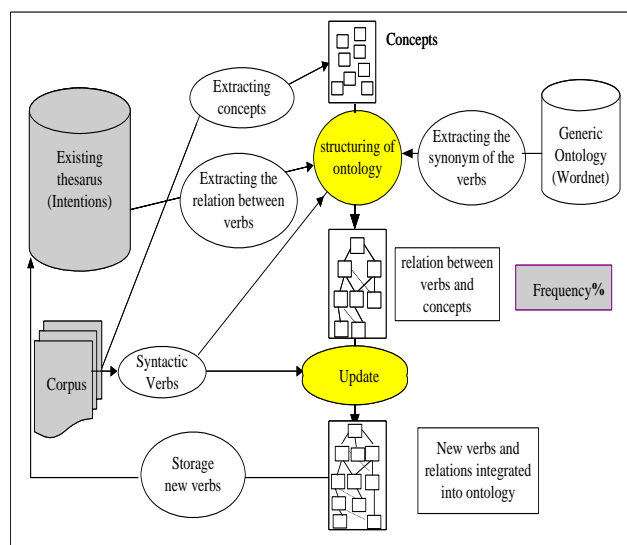 Concepts
Extracting
concepts
Existing
thesarus
(Intentions)
Extracting the
relation between
verbs
structuring of
ontology
Extracting the
synonym of the
verbs
Generic
Ontology
(Wordnet)
relation between
verbs and
concepts
Frequency%
Corpus
Syntactic
Verbs
Update
Storage
new verbs
New verbs and
relations integrated
into ontology